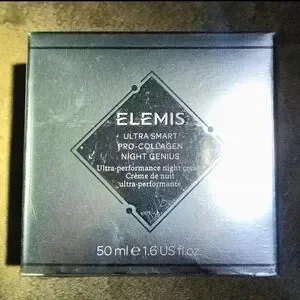 ELEMIS
ULTRA SMART
PRO-COLLAGEN
NIGHT GENIUS
Ultra-performance night cream
Crème de nuit
ultra-performante
50 ml ℮ 1.6 US fl.oz.